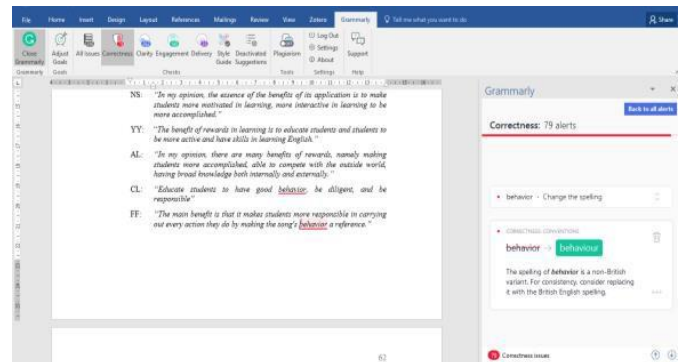 File Home Insert Design Layout References Mailings Review View Zotero Grammarly Tell me what you want to do Share
Close Grammarly Adjust Goals All Issues Correctness Clarity Engagement Delivery Style Guide Deactivated Suggestions Plagiarism Log Out Settings About Support
Grammarly Goals Checks Tools Settings Help
NS: "In my opinion, the essence of the benefits of its application is to make
students more motivated in learning, more interactive in learning to be
more accomplished."
YY: "The benefit of rewards in learning is to educate students and students to
be more active and have skills in learning English."
AL: "In my opinion, there are many benefits of rewards, namely making
students more accomplished, able to compete with the outside world,
having broad knowledge both internally and externally."
CL: "Educate students to have good behavior, be diligent, and be
responsible"
FF: "The main benefit is that it makes students more responsible in carrying
out every action they do by making the song's behavior a reference."
62
Grammarly
Back to all alerts
Correctness: 79 alerts
behavior - Change the spelling
CORRECTNESS: CONVENTIONS
behavior → behaviour
The spelling of behavior is a non-British
variant. For consistency, consider replacing
it with the British English spelling.
79 Correctness issues